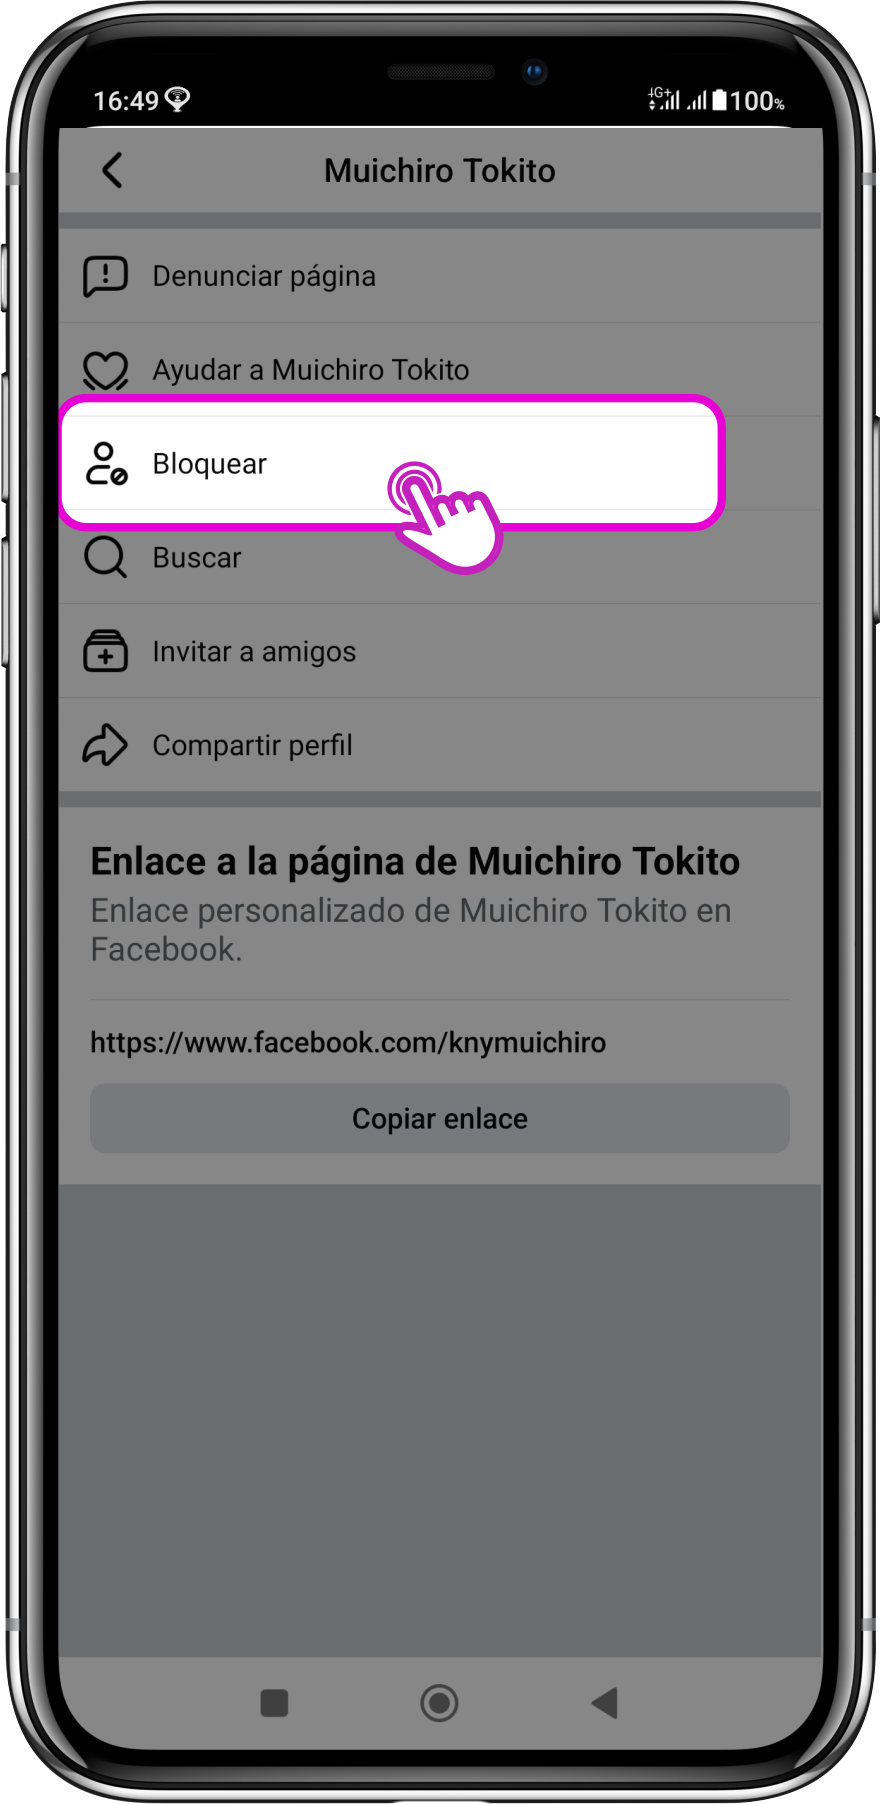 16:49
4G+ 100%
Muichiro Tokito
Denunciar página
Ayudar a Muichiro Tokito
Bloquear
Buscar
Invitar a amigos
Compartir perfil
Enlace a la página de Muichiro Tokito
Enlace personalizado de Muichiro Tokito en
Facebook.
https://www.facebook.com/knymuichiro
Copiar enlace